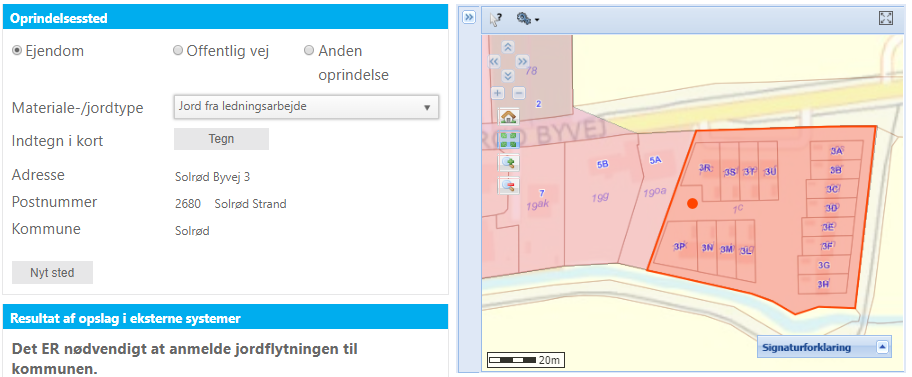 Oprindelsessted
Ejendom
Offentlig vej
Anden oprindelse
Materiale-/jordtype
Jord fra ledningsarbejde
Indtegn i kort
Tegn
Adresse
Solrød Byvej 3
Postnummer
2680 Solrød Strand
Kommune
Solrød
Nyt sted
Resultat af opslag i eksterne systemer
Det ER nødvendigt at anmelde jordflytningen til
kommunen.
78
2
RØD BYVEJ
5B
5A
7
19ak
19g
19oa
3R
3S
3T
3U
1c
3P
3N
3M
3L
3A
3B
3C
3D
3E
3F
3G
3H
20m
Signaturforklaring